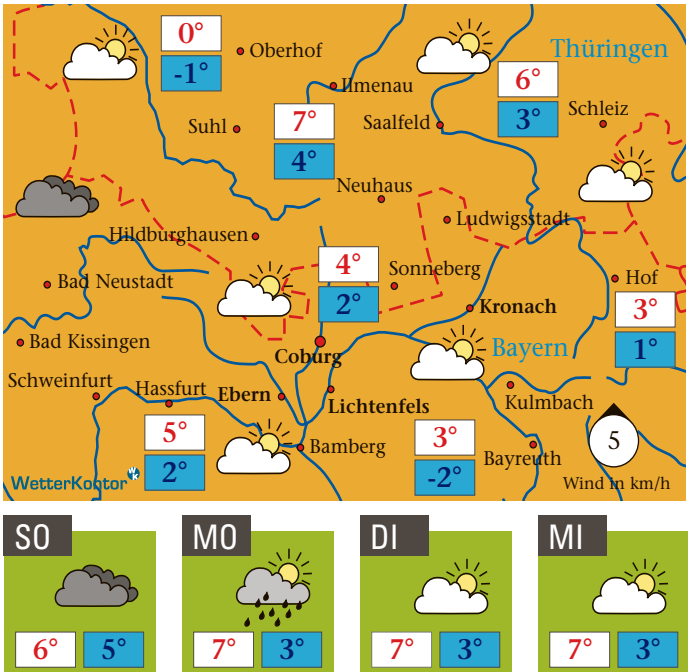 0°
-1°
Oberhof
Thüringen
6°
3°
Ilmenau
7°
4°
Suhl
Saalfeld
Schleiz
Neuhaus
Ludwigsstadt
Hildburghausen
4°
2°
Sonneberg
Bad Neustadt
Hof
3°
1°
Kronach
Bad Kissingen
Coburg
Bayern
Schweinfurt
Hassfurt
Ebern
Lichtenfels
Kulmbach
5°
2°
Bamberg
3°
-2°
Bayreuth
5
Wind in km/h
WetterKontor
WK
SO
6° 5°
MO
7° 3°
DI
7° 3°
MI
7° 3°